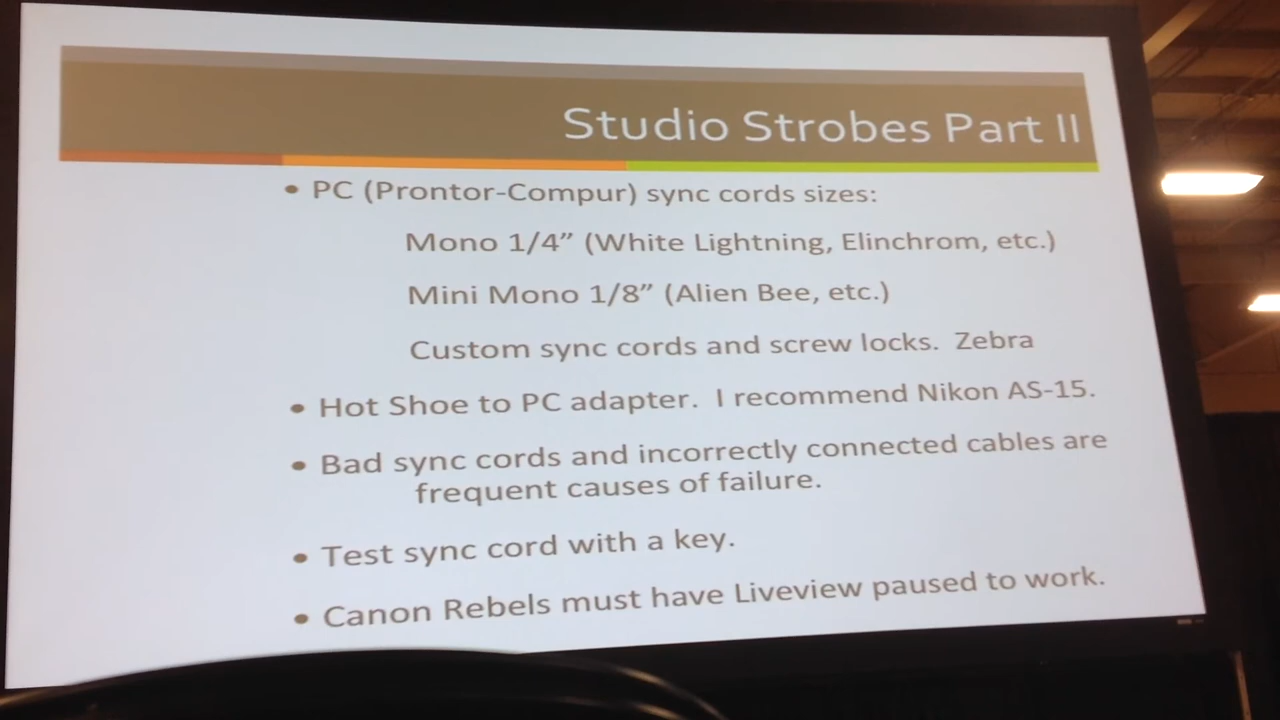 Studio Strobes Part II
• PC (Prontor-Compur) sync cords sizes:
Mono 1/4” (White Lightning, Elinchrom, etc.)
Mini Mono 1/8” (Alien Bee, etc.)
Custom sync cords and screw locks. Zebra
• Hot Shoe to PC adapter. I recommend Nikon AS-15.
• Bad sync cords and incorrectly connected cables are
frequent causes of failure.
• Test sync cord with a key.
• Canon Rebels must have Liveview paused to work.